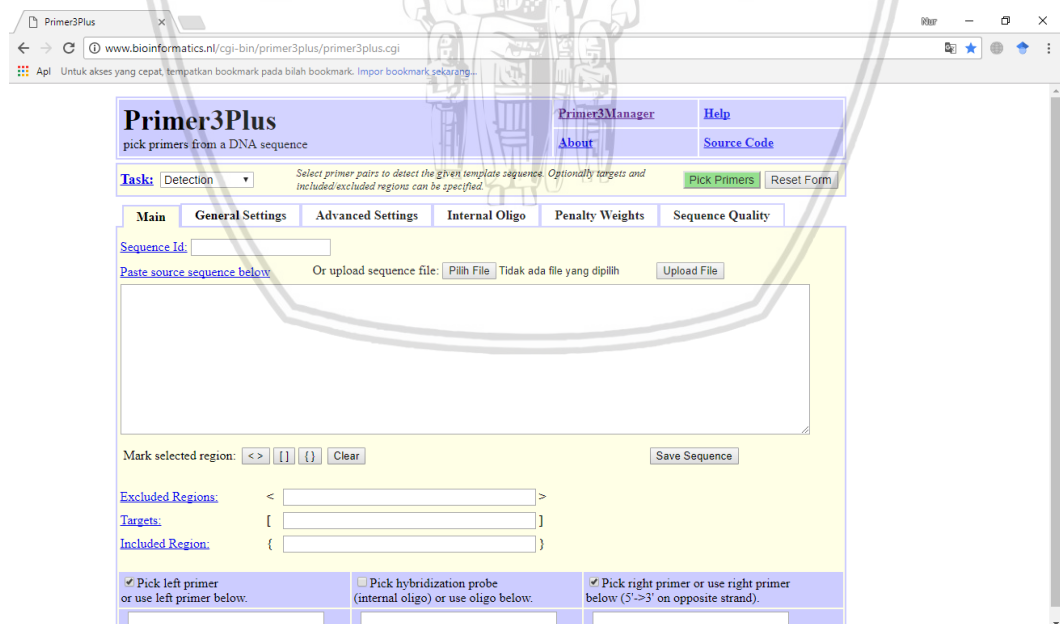 Primer3Plus
Nur
www.bioinformatics.nl/cgi-bin/primer3plus/primer3plus.cgi
Apl Untuk akses yang cepat, tempatkan bookmark pada bilah bookmark. Impor bookmark sekarang...
Primer3Plus
pick primers from a DNA sequence
Primer3Manager Help
About Source Code
Task: Detection
Select primer pairs to detect the given template sequence. Optionally targets and
included/excluded regions can be specified.
Pick Primers Reset Form
Main General Settings Advanced Settings Internal Oligo Penalty Weights Sequence Quality
Sequence Id:
Paste source sequence below Or upload sequence file: Pilih File Tidak ada file yang dipilih Upload File
Mark selected region: < > [ ] { } Clear Save Sequence
Excluded Regions: < >
Targets: [ ]
Included Region: { }
Pick left primer
or use left primer below.
Pick hybridization probe
(internal oligo) or use oligo below.
Pick right primer or use right primer
below (5'->3' on opposite strand).